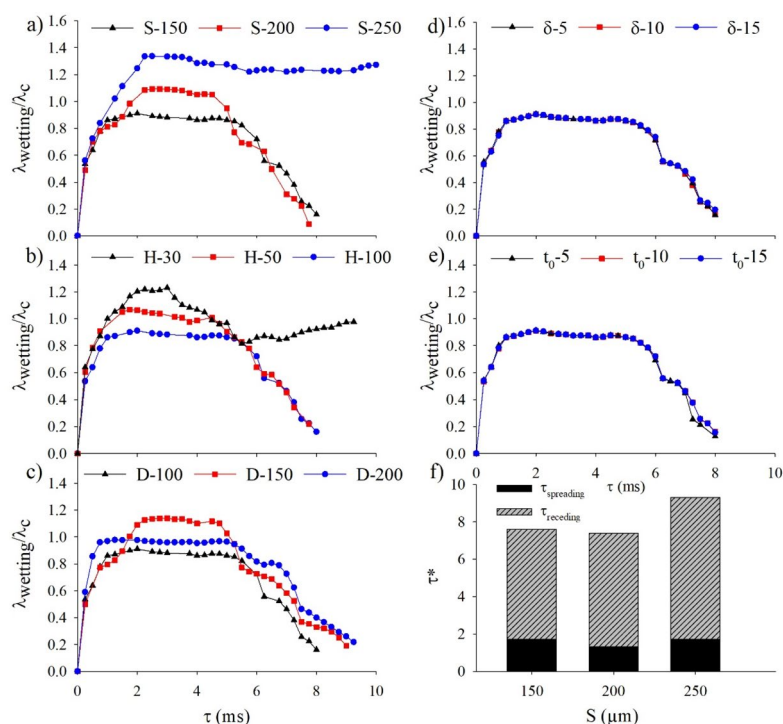 a) S-150 S-200 S-250
1.6
1.4
1.2
1.0
0.8
0.6
0.4
0.2
0.0
λwetting/λc
b) H-30 H-50 H-100
1.4
1.2
1.0
0.8
0.6
0.4
0.2
0.0
λwetting/λc
c) D-100 D-150 D-200
1.4
1.2
1.0
0.8
0.6
0.4
0.2
0.0
λwetting/λc
0 2 4 6 8 10
τ (ms)
d) δ-5 δ-10 δ-15
1.6
1.4
1.2
1.0
0.8
0.6
0.4
0.2
0.0
λwetting/λc
e) t0-5 t0-10 t0-15
1.4
1.2
1.0
0.8
0.6
0.4
0.2
0.0
λwetting/λc
0 2 4 6 8 10
τ (ms)
f) τspreading
τreceding
10
8
6
4
2
0
τ*
150 200 250
S (μm)